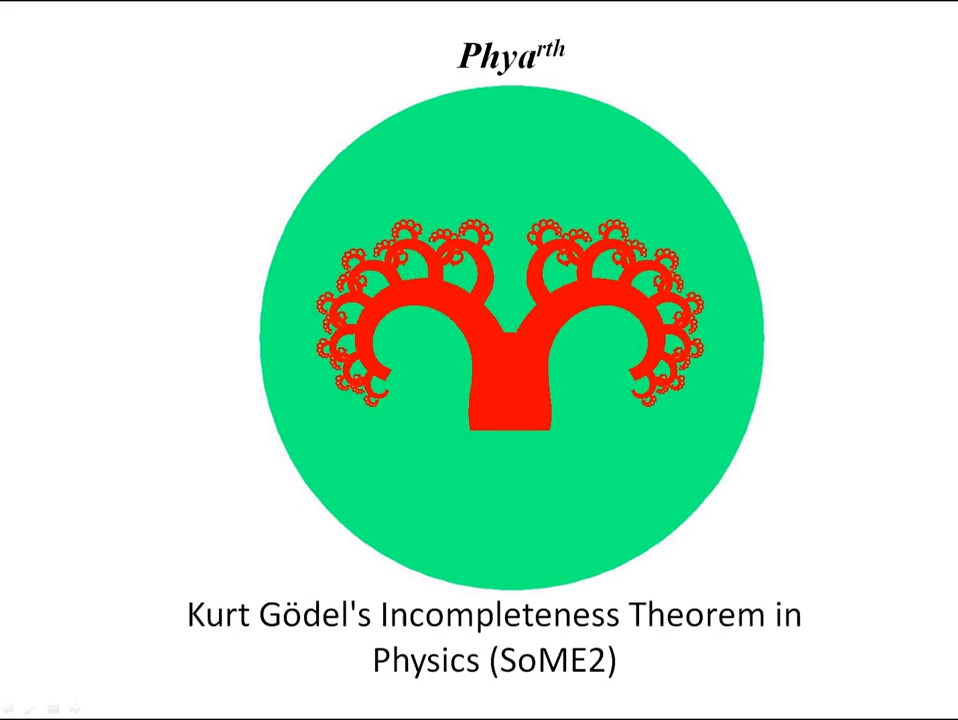 Phyaʳᵗʰ
Kurt Gödel's Incompleteness Theorem in
Physics (SoME2)